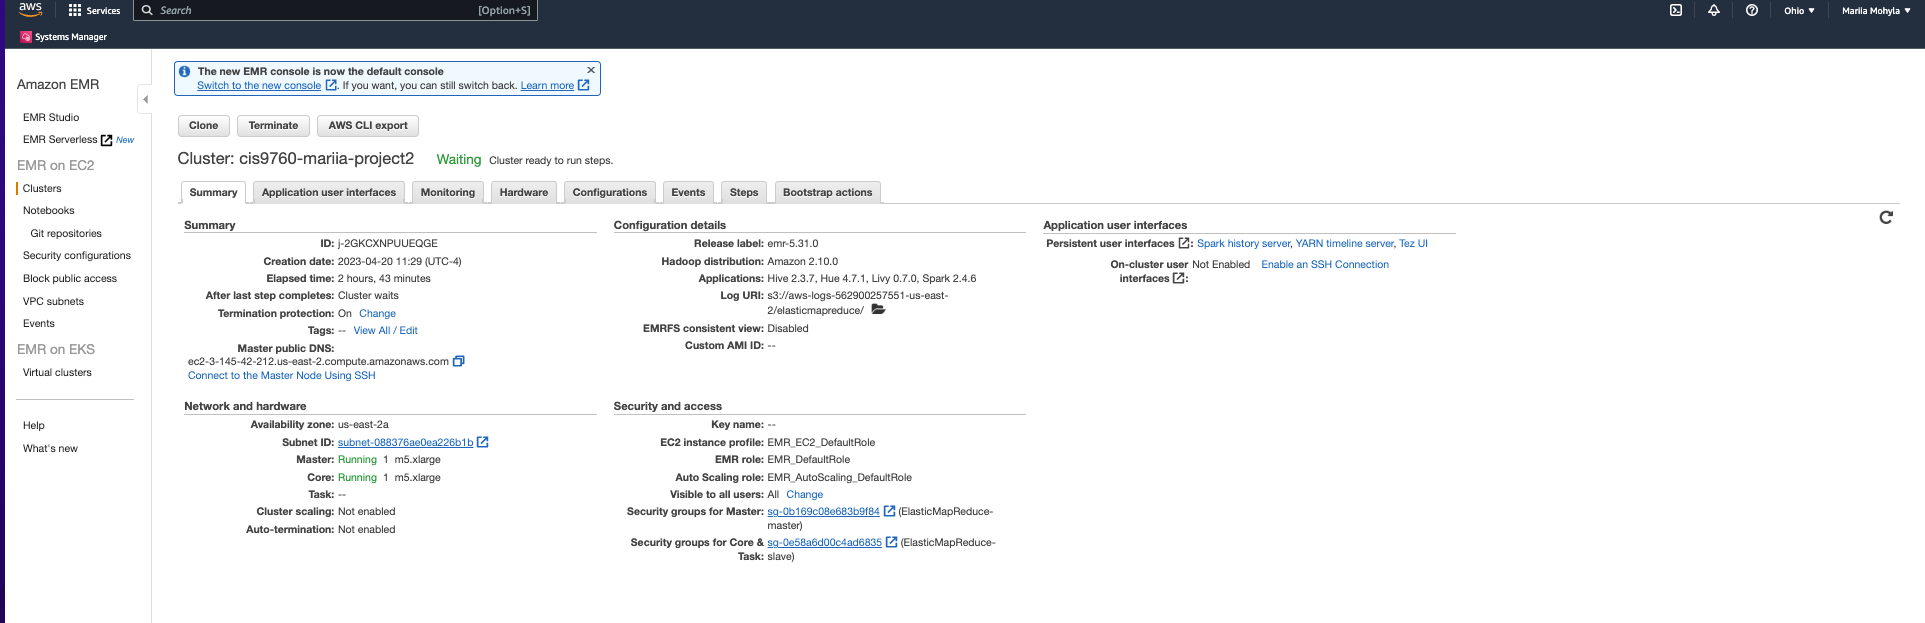 aws
Services
Search
[Option+S]
Ohio ▼
Mariia Mohyla ▼
Systems Manager
Amazon EMR
EMR Studio
EMR Serverless New
EMR on EC2
Clusters
Notebooks
Git repositories
Security configurations
Block public access
VPC subnets
Events
EMR on EKS
Virtual clusters
Help
What's new
The new EMR console is now the default console
Switch to the new console . If you want, you can still switch back. Learn more
Clone Terminate AWS CLI export
Cluster: cis9760-mariia-project2 Waiting Cluster ready to run steps.
Summary Application user interfaces Monitoring Hardware Configurations Events Steps Bootstrap actions
Summary
ID: j-2GKCXNPUUEQGE
Creation date: 2023-04-20 11:29 (UTC-4)
Elapsed time: 2 hours, 43 minutes
After last step completes: Cluster waits
Termination protection: On Change
Tags: -- View All / Edit
Master public DNS:
ec2-3-145-42-212.us-east-2.compute.amazonaws.com
Connect to the Master Node Using SSH
Configuration details
Release label: emr-5.31.0
Hadoop distribution: Amazon 2.10.0
Applications: Hive 2.3.7, Hue 4.7.1, Livy 0.7.0, Spark 2.4.6
Log URI: s3://aws-logs-562900257551-us-east-
2/elasticmapreduce/
EMRFS consistent view: Disabled
Custom AMI ID: --
Application user interfaces
Persistent user interfaces : Spark history server, YARN timeline server, Tez UI
On-cluster user Not Enabled Enable an SSH Connection
interfaces :
Network and hardware
Availability zone: us-east-2a
Subnet ID: subnet-088376ae0ea226b1b
Master: Running 1 m5.xlarge
Core: Running 1 m5.xlarge
Task: --
Cluster scaling: Not enabled
Auto-termination: Not enabled
Security and access
Key name: --
EC2 instance profile: EMR_EC2_DefaultRole
EMR role: EMR_DefaultRole
Auto Scaling role: EMR_AutoScaling_DefaultRole
Visible to all users: All Change
Security groups for Master: sg-0b169c08e683b9f84 (ElasticMapReduce-
master)
Security groups for Core & sg-0e58a6d00c4ad6835 (ElasticMapReduce-
Task: slave)